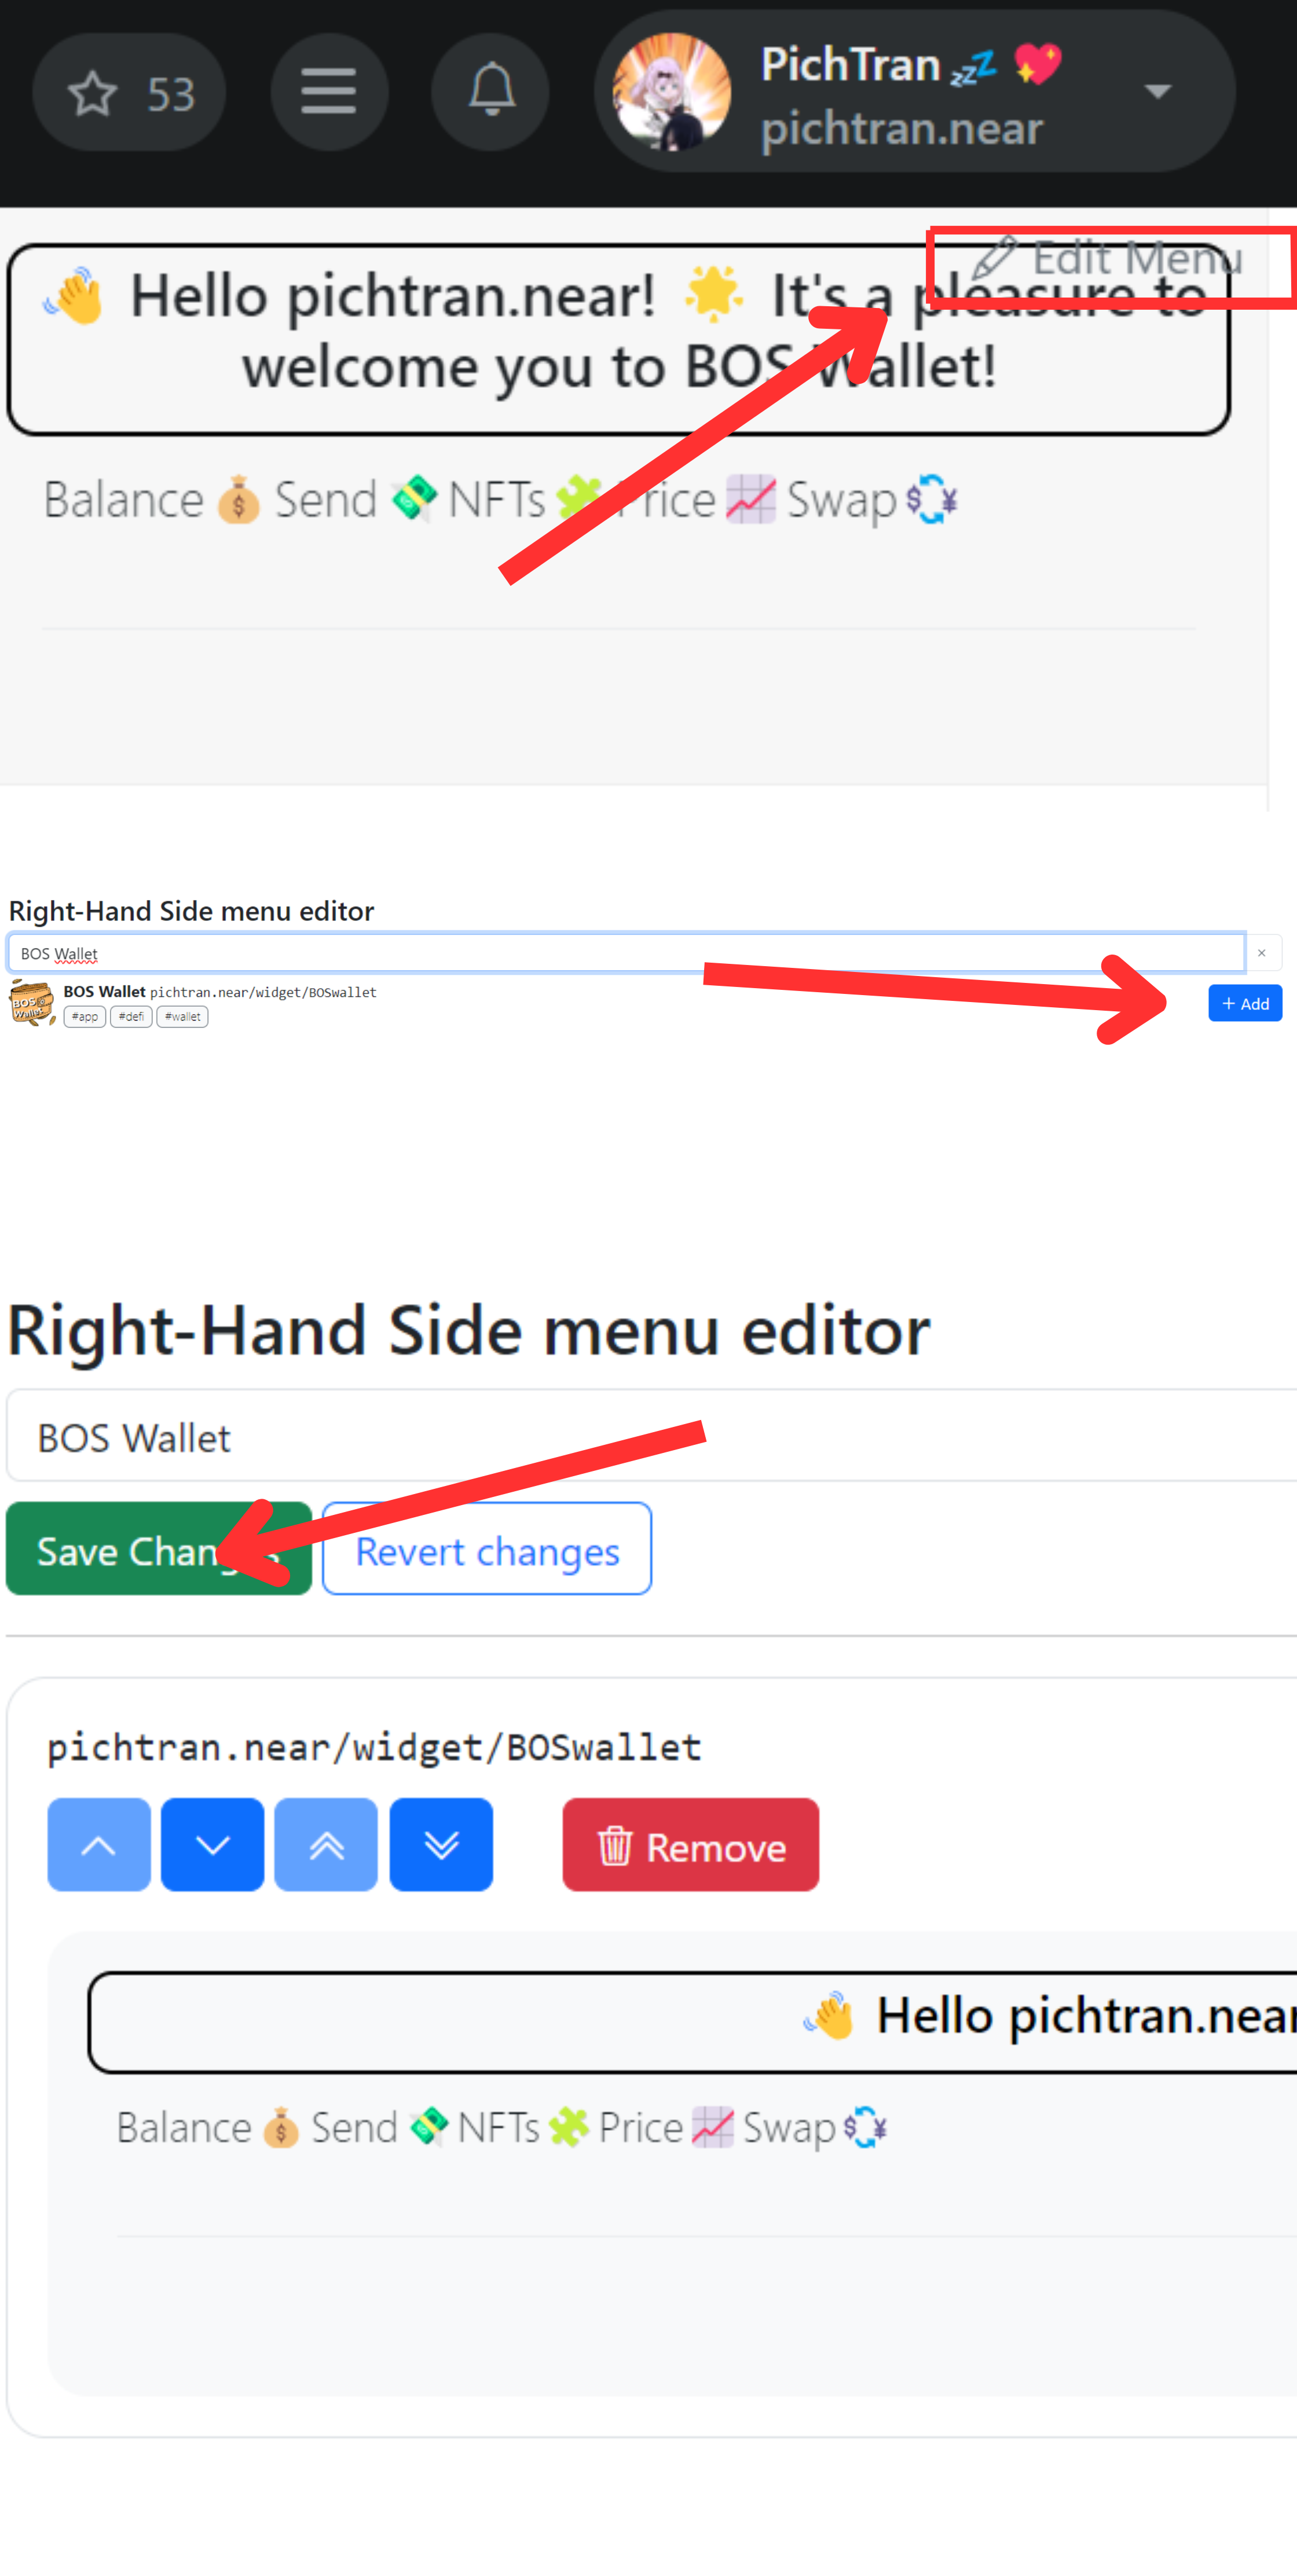 53
PichTran 💤 💖
pichtran.near
Edit Menu
👋 Hello pichtran.near! 🌟 It's a pleasure to
welcome you to BOS Wallet!
Balance 💰 Send 💸 NFTs 🧩 Price 📈 Swap 💱
Right-Hand Side menu editor
BOS Wallet
×
BOS Wallet pichtran.near/widget/BOSwallet
BOS
Wallet
#app #defi #wallet
+ Add
Right-Hand Side menu editor
BOS Wallet
Save Changes
Revert changes
pichtran.near/widget/BOSwallet
Remove
👋 Hello pichtran.near
Balance 💰 Send 💸 NFTs 🧩 Price 📈 Swap 💱